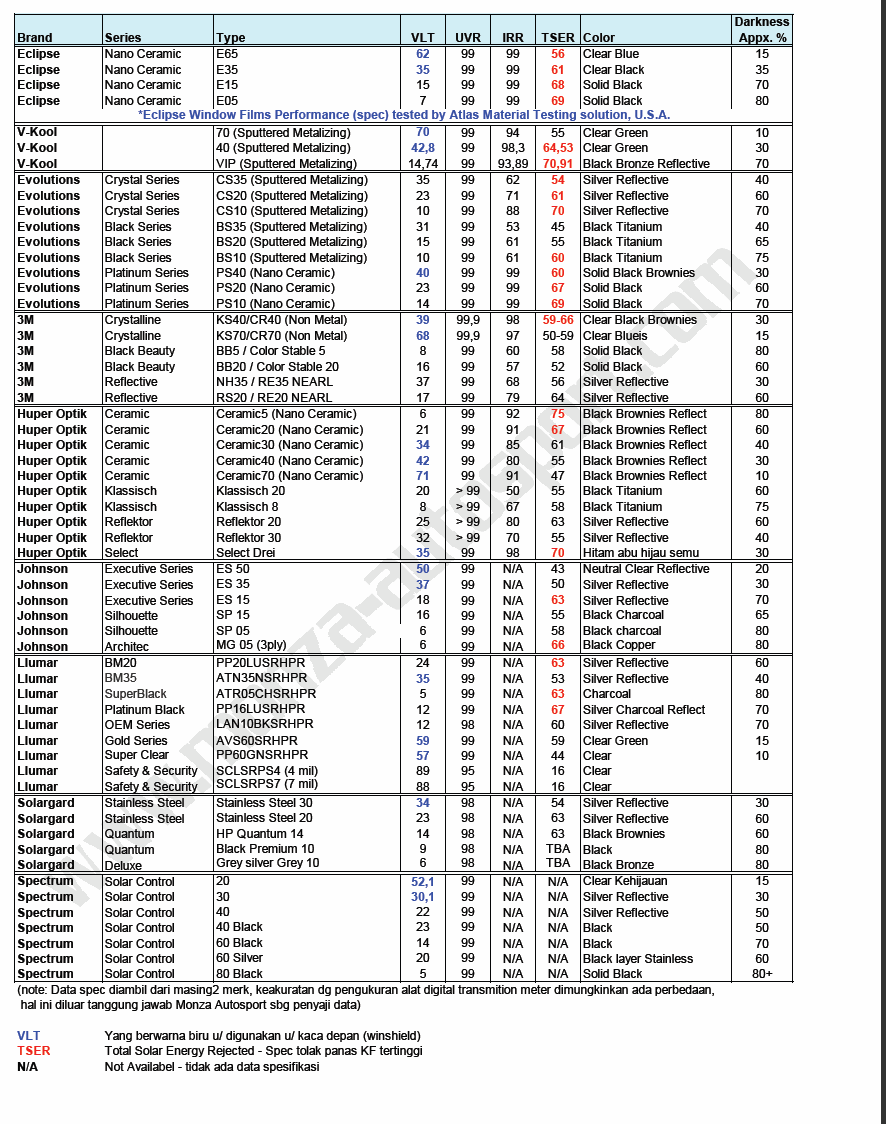 Darkness
Brand Series Type VLT UVR IRR TSER Color Appx. %
Eclipse Nano Ceramic E65 62 99 99 56 Clear Blue 15
Eclipse Nano Ceramic E35 35 99 99 61 Clear Black 35
Eclipse Nano Ceramic E15 15 99 99 68 Solid Black 70
Eclipse Nano Ceramic E05 7 99 99 69 Solid Black 80
*Eclipse Window Films Performance (spec) tested by Atlas Material Testing solution, U.S.A.
V-Kool 70 (Sputtered Metalizing) 70 99 94 55 Clear Green 10
V-Kool 40 (Sputtered Metalizing) 42,8 99 98,3 64,53 Clear Green 30
V-Kool VIP (Sputtered Metalizing) 14,74 99 93,89 70,91 Black Bronze Reflective 70
Evolutions Crystal Series CS35 (Sputtered Metalizing) 35 99 62 54 Silver Reflective 40
Evolutions Crystal Series CS20 (Sputtered Metalizing) 23 99 71 61 Silver Reflective 60
Evolutions Crystal Series CS10 (Sputtered Metalizing) 10 99 88 70 Silver Reflective 70
Evolutions Black Series BS35 (Sputtered Metalizing) 31 99 53 45 Black Titanium 40
Evolutions Black Series BS20 (Sputtered Metalizing) 15 99 61 55 Black Titanium 65
Evolutions Black Series BS10 (Sputtered Metalizing) 10 99 61 60 Black Titanium 75
Evolutions Platinum Series PS40 (Nano Ceramic) 40 99 99 60 Solid Black Brownies 30
Evolutions Platinum Series PS20 (Nano Ceramic) 23 99 99 67 Solid Black 60
Evolutions Platinum Series PS10 (Nano Ceramic) 14 99 99 69 Solid Black 70
3M Crystalline KS40/CR40 (Non Metal) 39 99,9 98 59-66 Clear Black Brownies 30
3M Crystalline KS70/CR70 (Non Metal) 68 99,9 97 50-59 Clear Blueis 15
3M Black Beauty BB5 / Color Stable 5 8 99 60 58 Solid Black 80
3M Black Beauty BB20 / Color Stable 20 16 99 57 52 Solid Black 60
3M Reflective NH35 / RE35 NEARL 37 99 68 56 Silver Reflective 30
3M Reflective RS20 / RE20 NEARL 17 99 79 64 Silver Reflective 60
Huper Optik Ceramic Ceramic5 (Nano Ceramic) 6 99 92 75 Black Brownies Reflect 80
Huper Optik Ceramic Ceramic20 (Nano Ceramic) 21 99 91 67 Black Brownies Reflect 60
Huper Optik Ceramic Ceramic30 (Nano Ceramic) 34 99 85 61 Black Brownies Reflect 40
Huper Optik Ceramic Ceramic40 (Nano Ceramic) 42 99 80 55 Black Brownies Reflect 30
Huper Optik Ceramic Ceramic70 (Nano Ceramic) 71 99 91 47 Black Brownies Reflect 10
Huper Optik Klassisch Klassisch 20 20 > 99 50 55 Black Titanium 60
Huper Optik Klassisch Klassisch 8 8 > 99 67 58 Black Titanium 75
Huper Optik Reflektor Reflektor 20 25 > 99 80 63 Silver Reflective 60
Huper Optik Reflektor Reflektor 30 32 > 99 70 55 Silver Reflective 40
Huper Optik Select Select Drei 35 99 98 70 Hitam abu hijau semu 30
Johnson Executive Series ES 50 50 99 N/A 43 Neutral Clear Reflective 20
Johnson Executive Series ES 35 37 99 N/A 50 Silver Reflective 30
Johnson Executive Series ES 15 18 99 N/A 63 Silver Reflective 70
Johnson Silhouette SP 15 16 99 N/A 55 Black Charcoal 65
Johnson Silhouette SP 05 6 99 N/A 58 Black charcoal 80
Johnson Architec MG 05 (3ply) 6 99 N/A 66 Black Copper 80
Llumar BM20 PP20LUSRHPR 24 99 N/A 63 Silver Reflective 60
Llumar BM35 ATN35NSRHPR 35 99 N/A 53 Silver Reflective 40
Llumar SuperBlack ATR05CHSRHPR 5 99 N/A 63 Charcoal 80
Llumar Platinum Black PP16LUSRHPR 12 99 N/A 67 Silver Charcoal Reflect 70
Llumar OEM Series LAN10BKSRHPR 12 98 N/A 60 Silver Reflective 70
Llumar Gold Series AVS60SRHPR 59 99 N/A 59 Clear Green 15
Llumar Super Clear PP60GNSRHPR 57 99 N/A 44 Clear 10
Llumar Safety & Security SCLSRPS4 (4 mil) 89 95 N/A 16 Clear
Llumar Safety & Security SCLSRPS7 (7 mil) 88 95 N/A 16 Clear
Solargard Stainless Steel Stainless Steel 30 34 98 N/A 54 Silver Reflective 30
Solargard Stainless Steel Stainless Steel 20 23 98 N/A 63 Silver Reflective 60
Solargard Quantum HP Quantum 14 14 98 N/A 63 Black Brownies 60
Solargard Quantum Black Premium 10 9 98 N/A TBA Black 80
Solargard Deluxe Grey silver Grey 10 6 98 N/A TBA Black Bronze 80
Spectrum Solar Control 20 52,1 99 N/A N/A Clear Kehijauan 15
Spectrum Solar Control 30 30,1 99 N/A N/A Silver Reflective 30
Spectrum Solar Control 40 22 99 N/A N/A Silver Reflective 50
Spectrum Solar Control 40 Black 23 99 N/A N/A Black 50
Spectrum Solar Control 60 Black 14 99 N/A N/A Black 70
Spectrum Solar Control 60 Silver 20 99 N/A N/A Black layer Stainless 60
Spectrum Solar Control 80 Black 5 99 N/A N/A Solid Black 80+
(note: Data spec diambil dari masing2 merk, keakuratan dg pengukuran alat digital transmition meter dimungkinkan ada perbedaan,
hal ini diluar tanggung jawab Monza Autosport sbg penyaji data)
VLT Yang berwarna biru u/ digunakan u/ kaca depan (winshield)
TSER Total Solar Energy Rejected - Spec tolak panas KF tertinggi
N/A Not Availabel - tidak ada data spesifikasi
www.monza-autosport.com